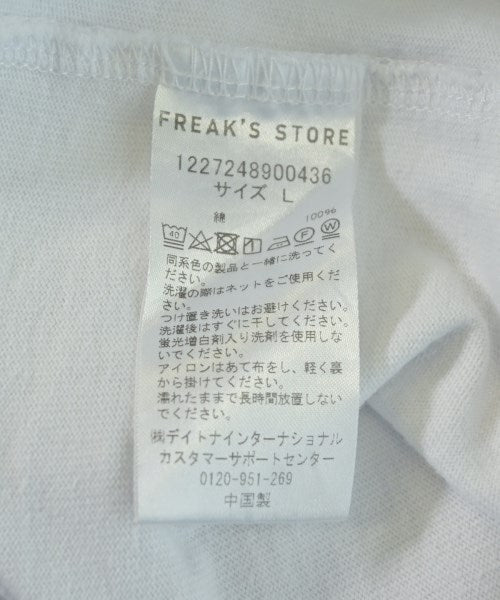 FREAK'S STORE
1227248900436
サイズ L
綿 100%
40 F W
同系色の製品と一緒に洗ってく
ださい。
洗濯の際はネットをご使用くだ
さい。
つけ置き洗いはお避けください。
洗濯後はすぐに干してください。
蛍光増白剤入り洗剤を使用しな
いでください。
アイロンはあて布をし、軽く裏
から掛けてください。
濡れたままで長時間放置しない
でください。
㈱デイトナインターナショナル
カスタマーサポートセンター
0120-951-269
中国製